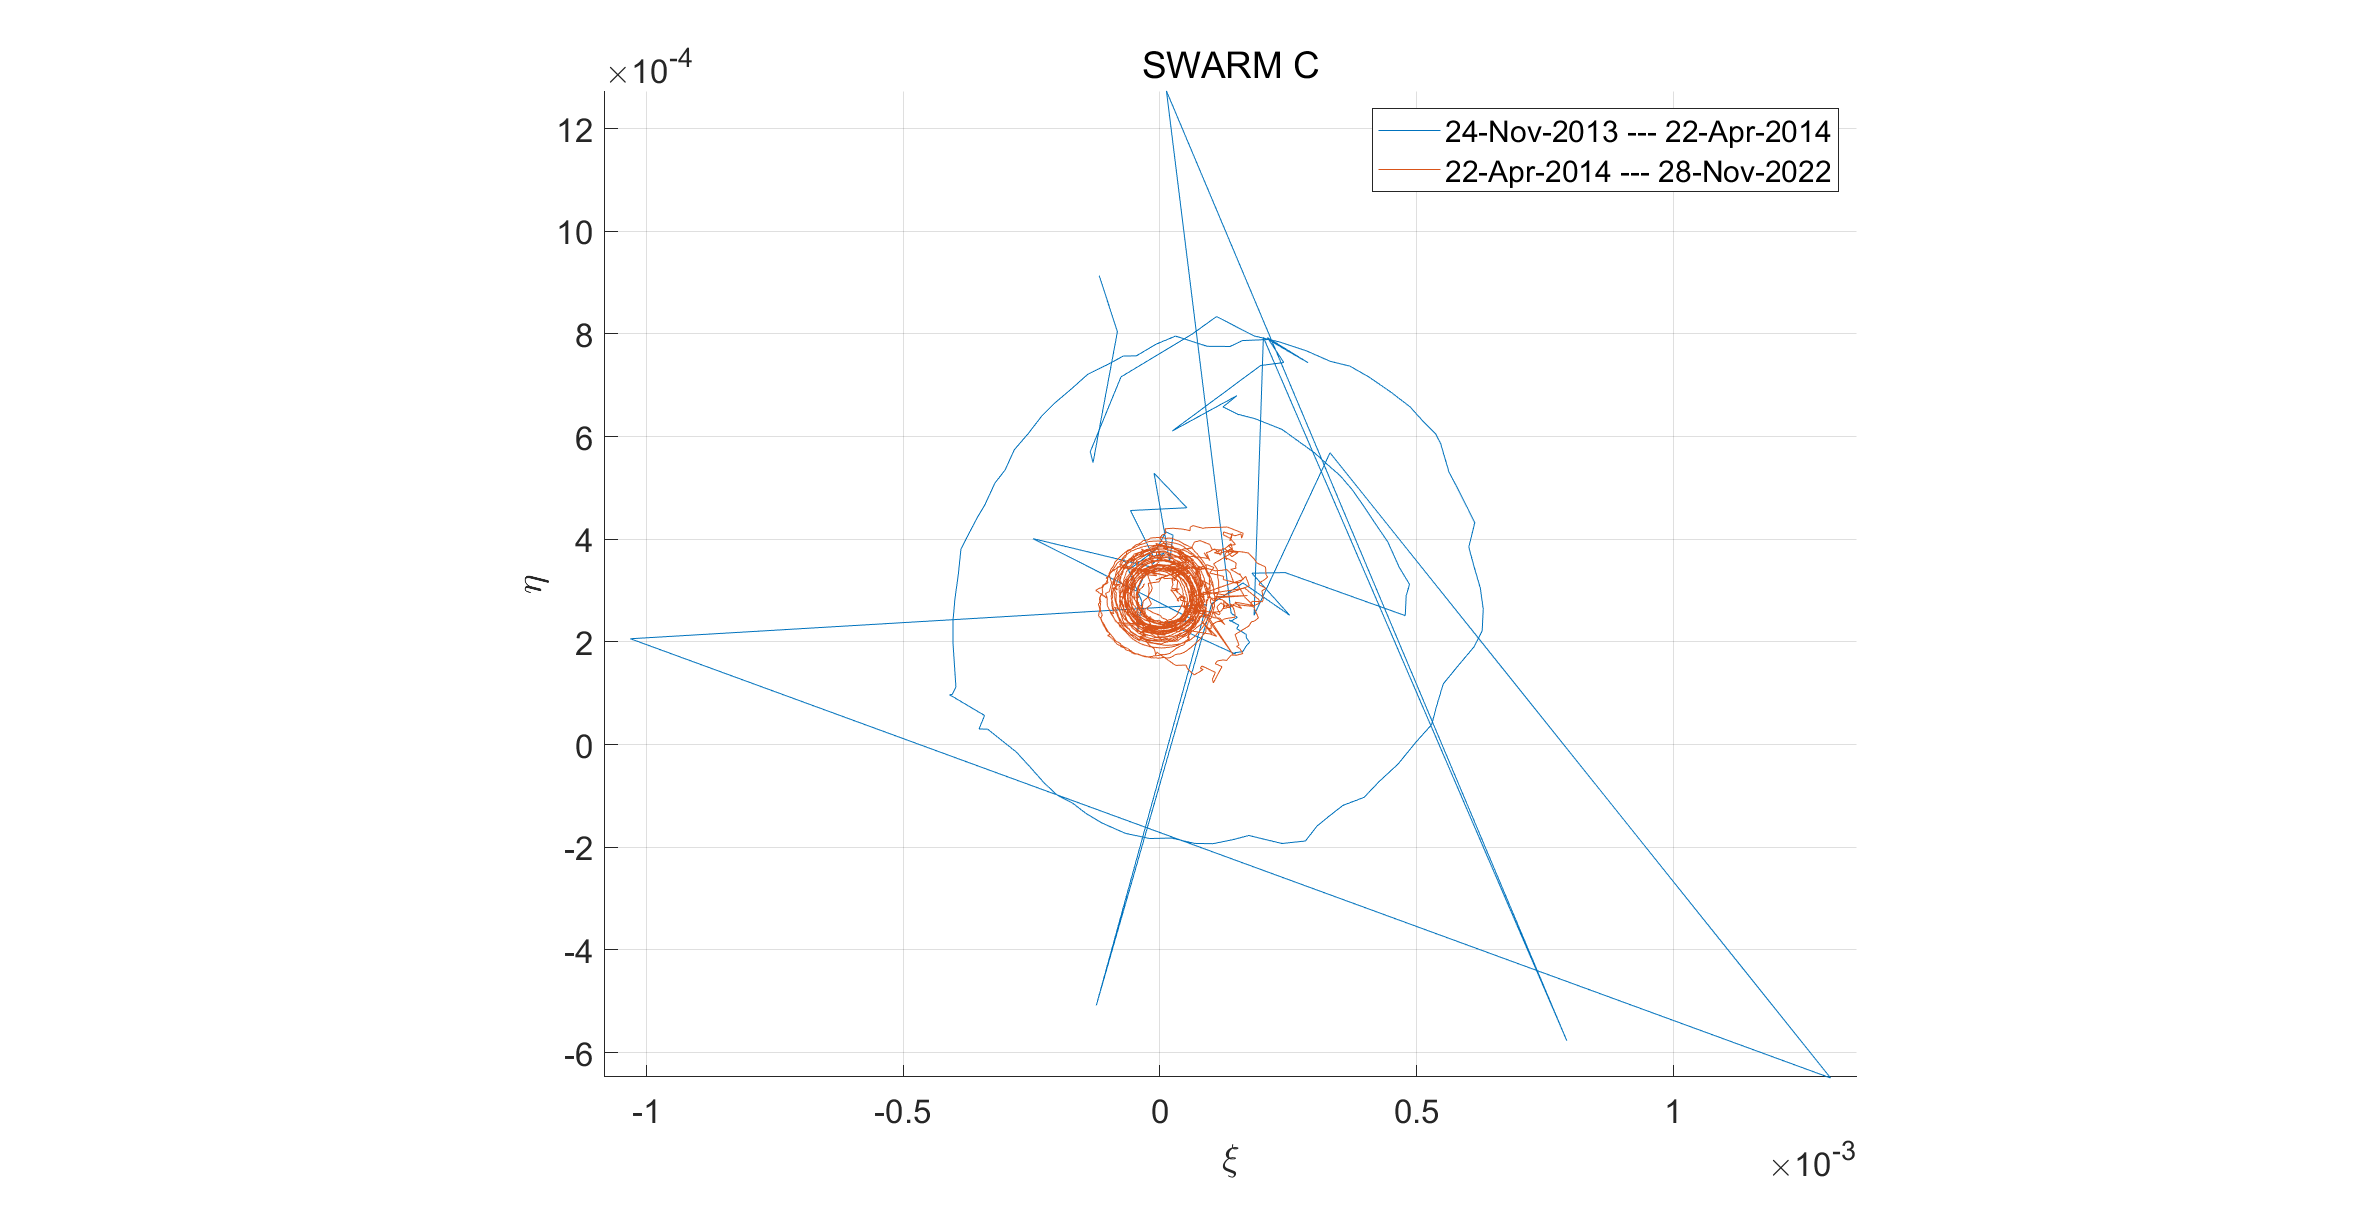 SWARM C
×10⁻⁴
24-Nov-2013 --- 22-Apr-2014
22-Apr-2014 --- 28-Nov-2022
12
10
8
6
4
2
0
-2
-4
-6
η
-1 -0.5 0 0.5 1
ξ
×10⁻³